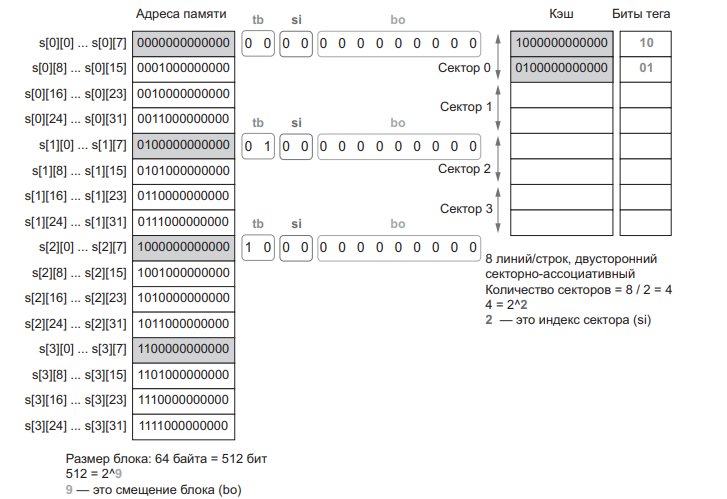 Адреса памяти
tb si bo
Кэш
Биты тега
s[0][0] ... s[0][7] 0000000000000 0 0 0 0 0 0 0 0 0 0 0 0 0 1000000000000 10
s[0][8] ... s[0][15] 0001000000000 Сектор 0 0100000000000 01
s[0][16] ... s[0][23] 0010000000000
Сектор 1
s[0][24] ... s[0][31] 0011000000000
tb si bo
s[1][0] ... s[1][7] 0100000000000 0 1 0 0 0 0 0 0 0 0 0 0 0
s[1][8] ... s[1][15] 0101000000000 Сектор 2
s[1][16] ... s[1][23] 0110000000000
Сектор 3
s[1][24] ... s[1][31] 0111000000000
tb si bo
s[2][0] ... s[2][7] 1000000000000 1 0 0 0 0 0 0 0 0 0 0 0 0
s[2][8] ... s[2][15] 1001000000000
s[2][16] ... s[2][23] 1010000000000
s[2][24] ... s[2][31] 1011000000000
s[3][0] ... s[3][7] 1100000000000
s[3][8] ... s[3][15] 1101000000000
s[3][16] ... s[3][23] 1110000000000
s[3][24] ... s[3][31] 1111000000000
8 линий/строк, двусторонний
секторно-ассоциативный
Количество секторов = 8 / 2 = 4
4 = 2^2
2 — это индекс сектора (si)
Размер блока: 64 байта = 512 бит
512 = 2^9
9 — это смещение блока (bo)